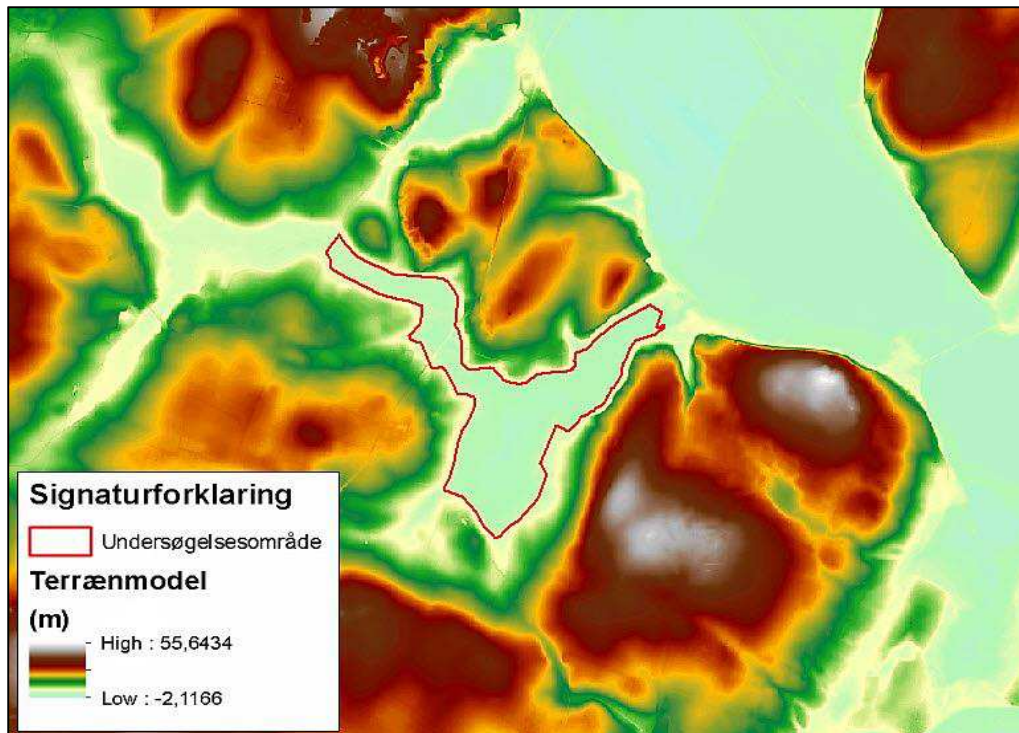 Signaturforklaring
Undersøgelsesområde
Terrænmodel
(m)
High : 55,6434
Low : -2,1166